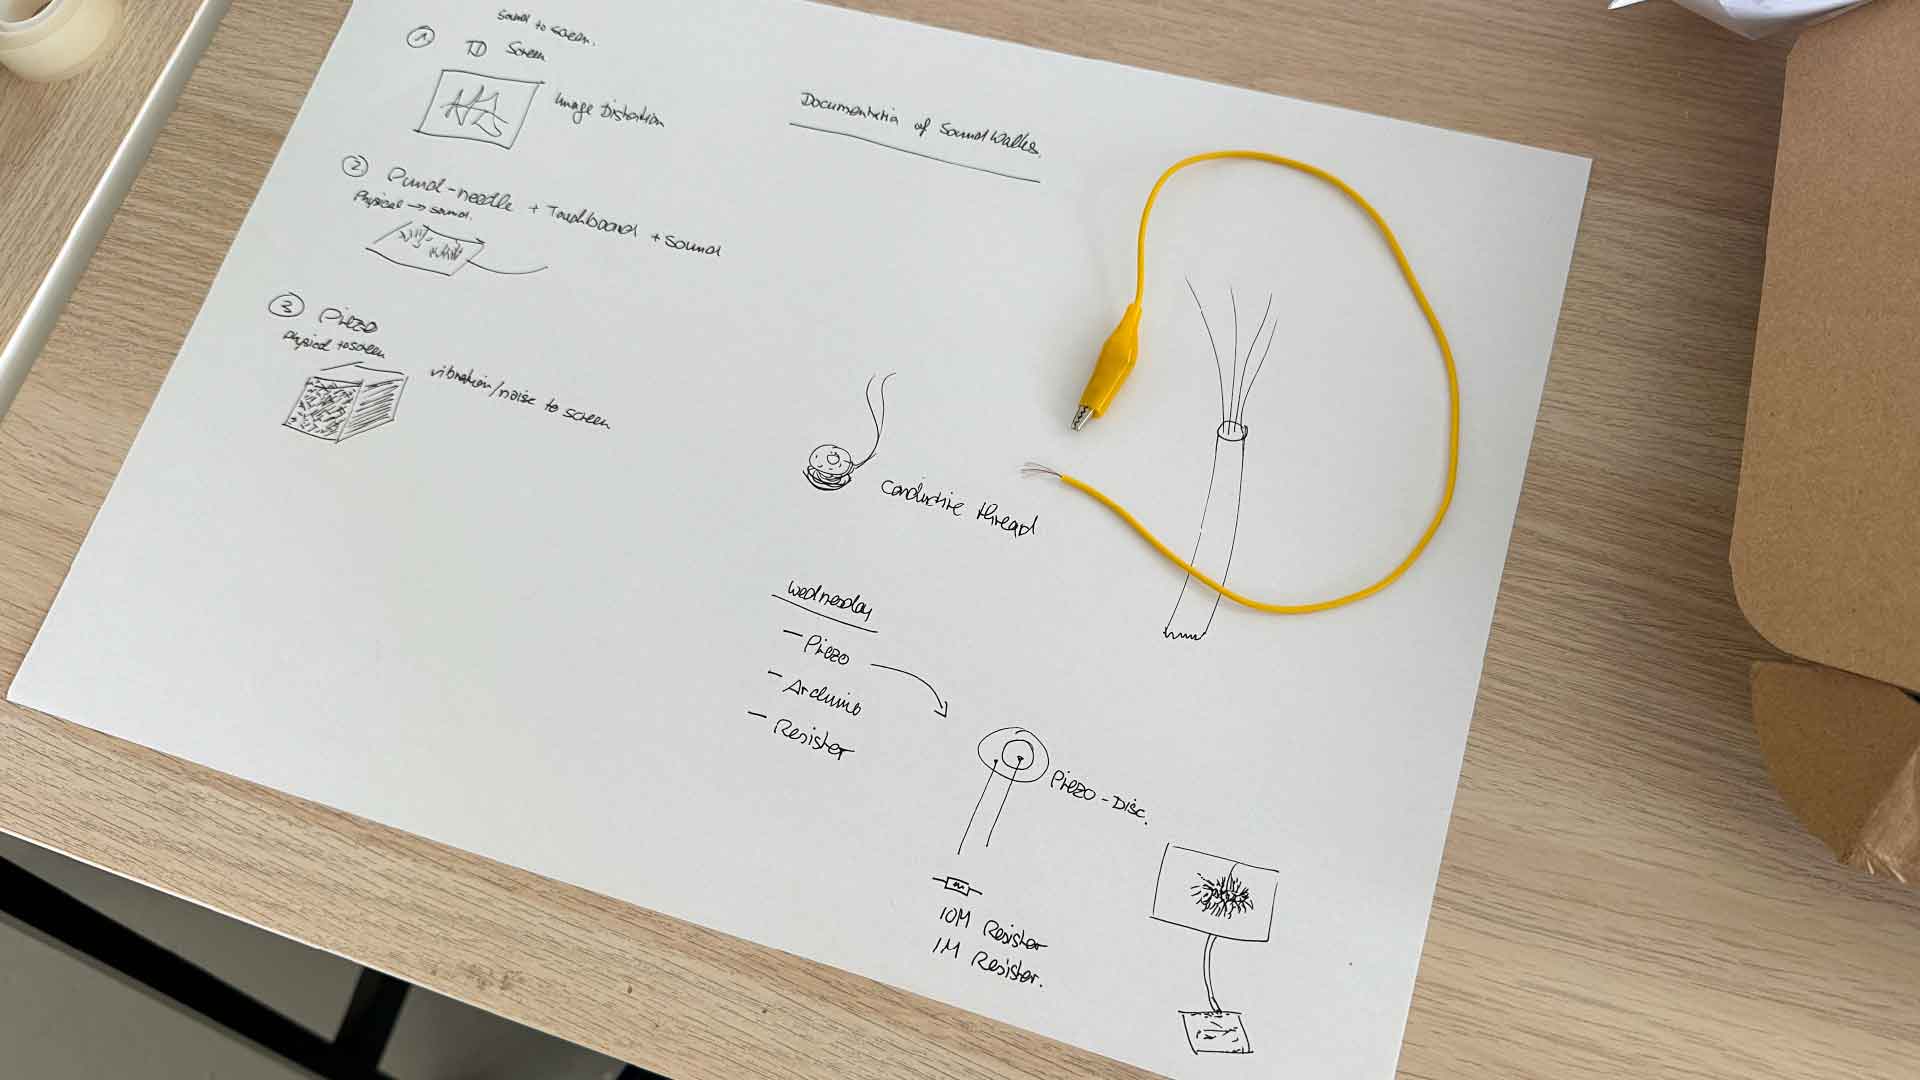 Sound to screen.
1 TD Screen
Image Distortion
2 Punch-needle + Touchboard + Sound
Physical → sound.
3 Piezo
Physical to screen
vibration/noise to screen
Documentation of Soundwalks.
Conductive thread
Wednesday
- Piezo
- Arduino
- Resister
Piezo-Disc.
10M Resister
1M Resister.